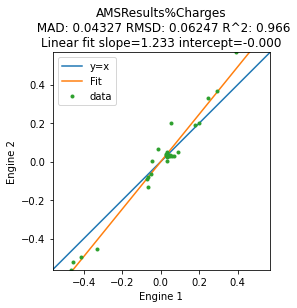 AMSResults%Charges
MAD: 0.04327 RMSD: 0.06247 R^2: 0.966
Linear fit slope=1.233 intercept=-0.000
y=x
Fit
data
0.4
0.2
0.0
−0.2
−0.4
Engine 2
−0.4 −0.2 0.0 0.2 0.4
Engine 1